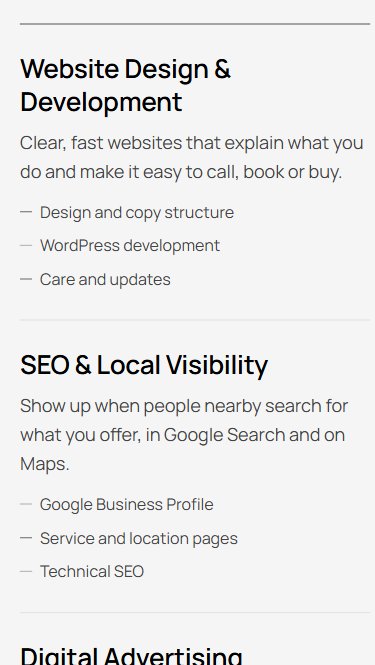 Website Design &
Development
Clear, fast websites that explain what you
do and make it easy to call, book or buy.
— Design and copy structure
— WordPress development
— Care and updates
SEO & Local Visibility
Show up when people nearby search for
what you offer, in Google Search and on
Maps.
— Google Business Profile
— Service and location pages
— Technical SEO
Digital Advertising